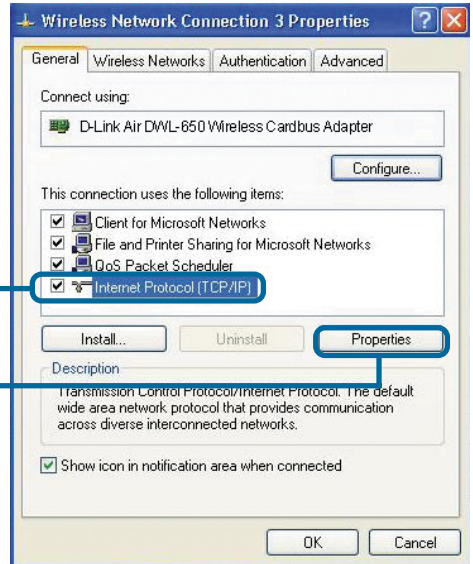 Wireless Network Connection 3 Properties
General Wireless Networks Authentication Advanced
Connect using:
D-Link Air DWL-650 Wireless Cardbus Adapter
Configure...
This connection uses the following items:
Client for Microsoft Networks
File and Printer Sharing for Microsoft Networks
QoS Packet Scheduler
Internet Protocol (TCP/IP)
Install... Uninstall Properties
Description
Transmission Control Protocol/Internet Protocol. The default
wide area network protocol that provides communication
across diverse interconnected networks.
Show icon in notification area when connected
OK Cancel